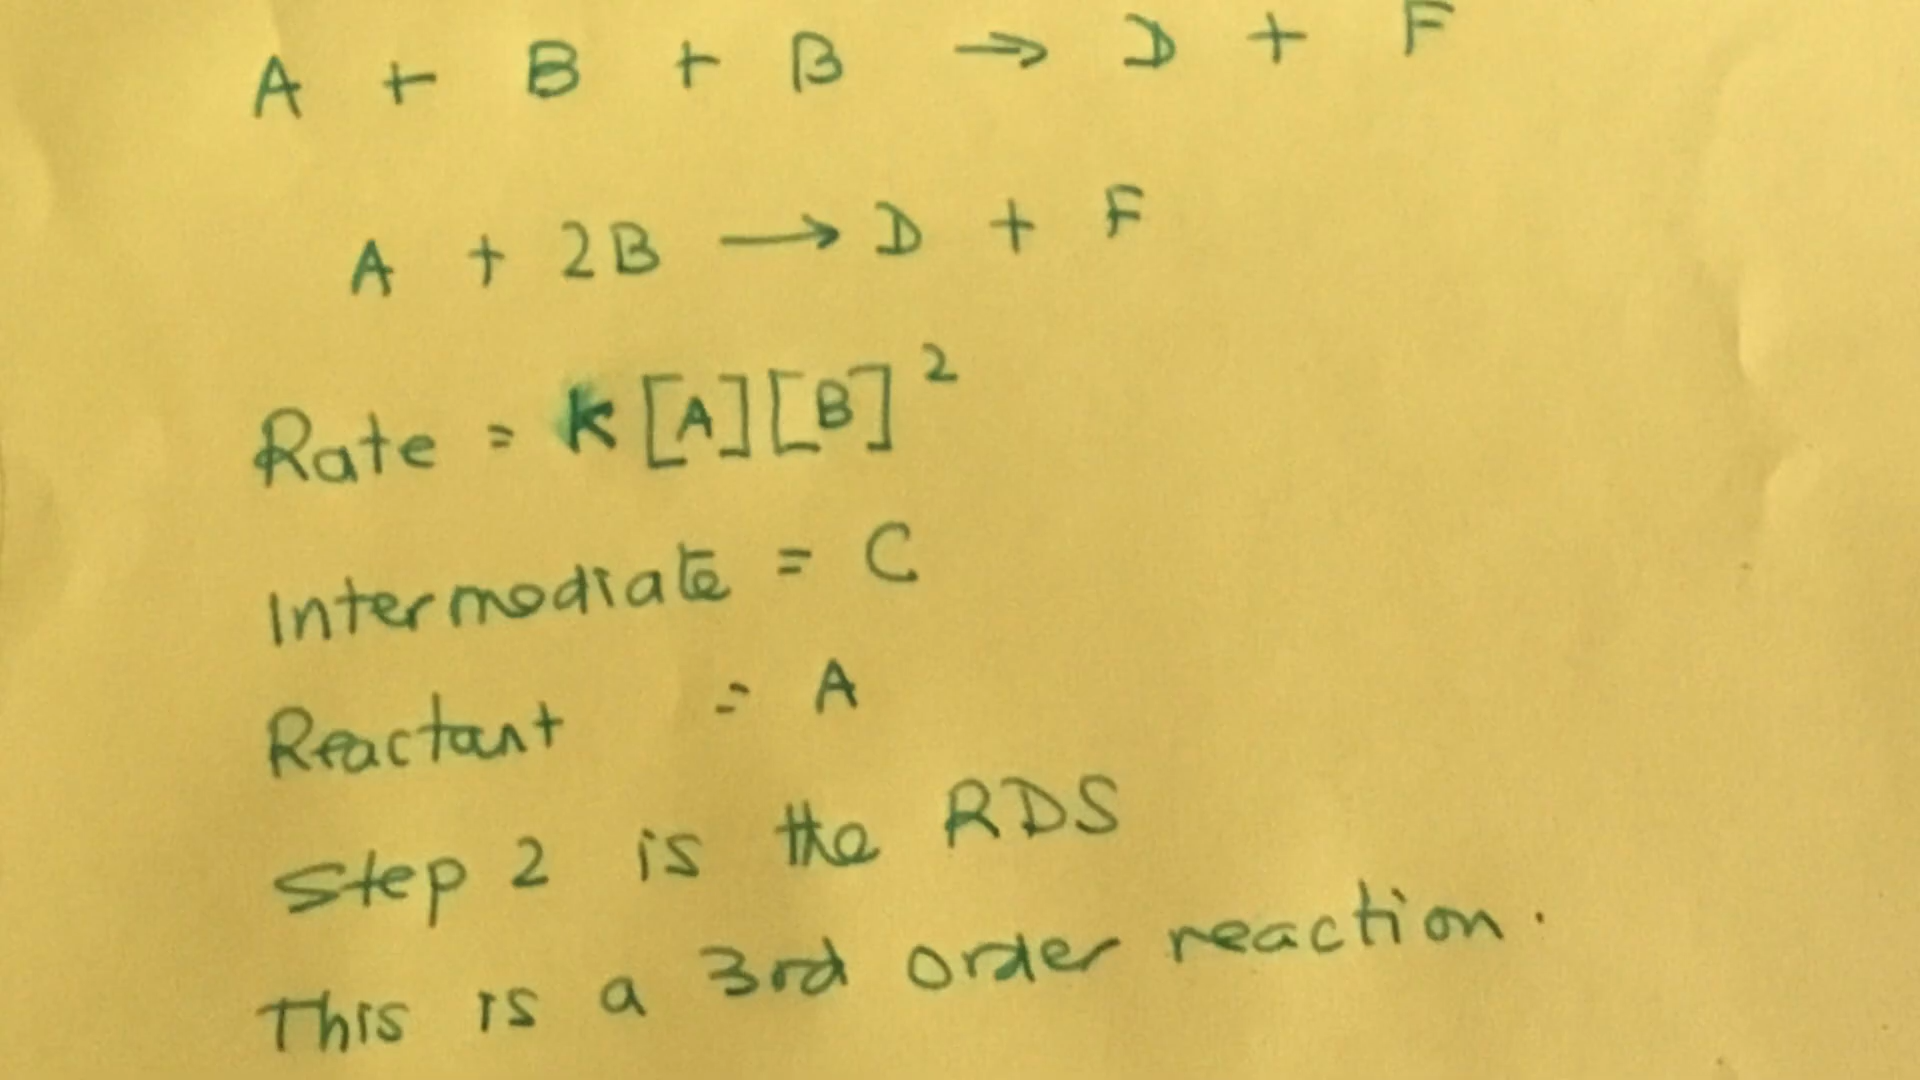 A + B + B → D + F
A + 2B → D + F
Rate = k[A][B]²
Intermediate = C
Reactant = A
Step 2 is the RDS
This is a 3rd order reaction.